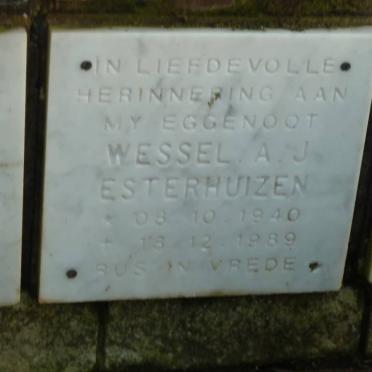 IN LIEFDEVOLLE
HERINNERING AAN
MY EGGENOOT
WESSEL. A. J
ESTERHUIZEN
+ 08. 10. 1940
+ 13. 12. 1989
RUS IN VREDE